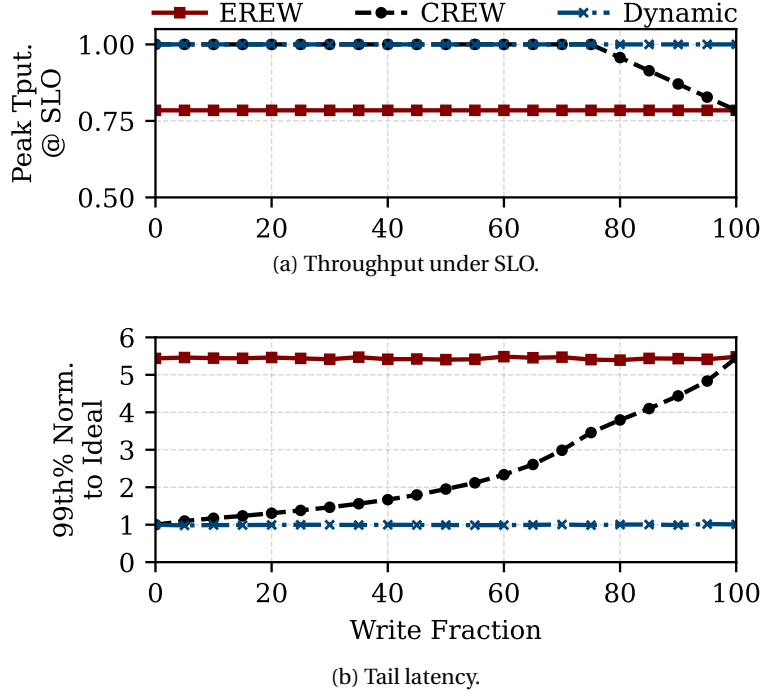 EREW CREW Dynamic
Peak Tput.
@ SLO
1.00
0.75
0.50
0 20 40 60 80 100
(a) Throughput under SLO.
99th% Norm.
to Ideal
6
5
4
3
2
1
0
0 20 40 60 80 100
Write Fraction
(b) Tail latency.